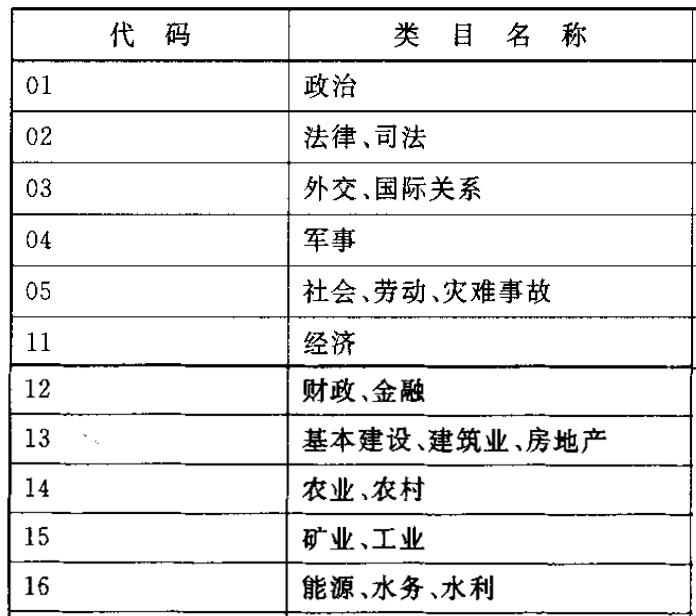 代 码 类 目 名 称
01 政治
02 法律、司法
03 外交、国际关系
04 军事
05 社会、劳动、灾难事故
11 经济
12 财政、金融
13 基本建设、建筑业、房地产
14 农业、农村
15 矿业、工业
16 能源、水务、水利